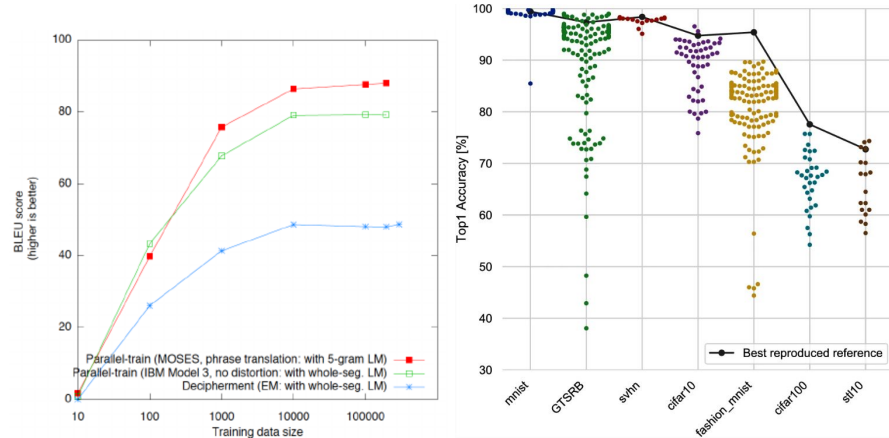 100
80
60
40
20
0
BLEU score
(higher is better)
Parallel-train (MOSES, phrase translation: with 5-gram LM)
Parallel-train (IBM Model 3, no distortion: with whole-seg. LM)
Decipherment (EM: with whole-seg. LM)
10
100
1000
10000
100000
Training data size
100
90
80
70
60
50
40
30
Top1 Accuracy [%]
Best reproduced reference
mnist
GTSRB
svhn
cifar10
fashion_mnist
cifar100
stl10